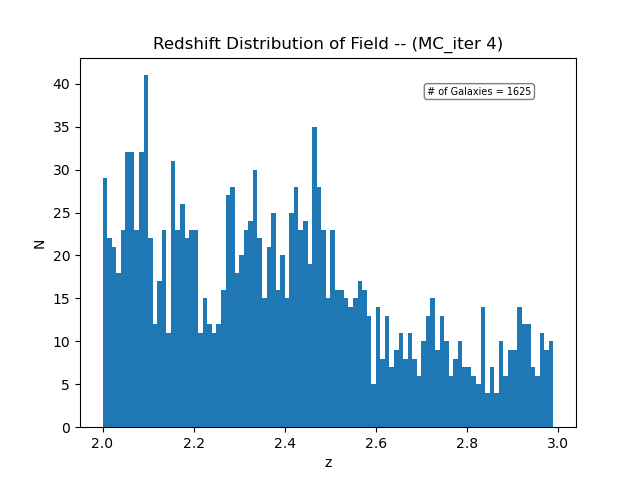 Redshift Distribution of Field -- (MC_iter 4)
# of Galaxies = 1625
40
35
30
25
20
15
10
5
0
N
2.0 2.2 2.4 2.6 2.8 3.0
z